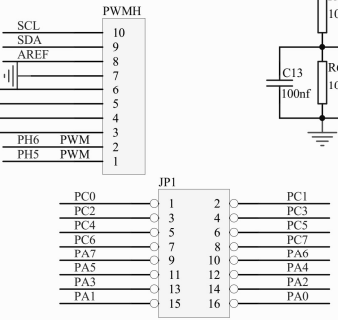 PWMH
SCL 10
SDA 9
AREF 8
7
6
5
4
3
PH6 PWM 2
PH5 PWM 1
C13
100nf
R
10
10
JP1
PC0 1 2 PC1
PC2 3 4 PC3
PC4 5 6 PC5
PC6 7 8 PC7
PA7 9 10 PA6
PA5 11 12 PA4
PA3 13 14 PA2
PA1 15 16 PA0